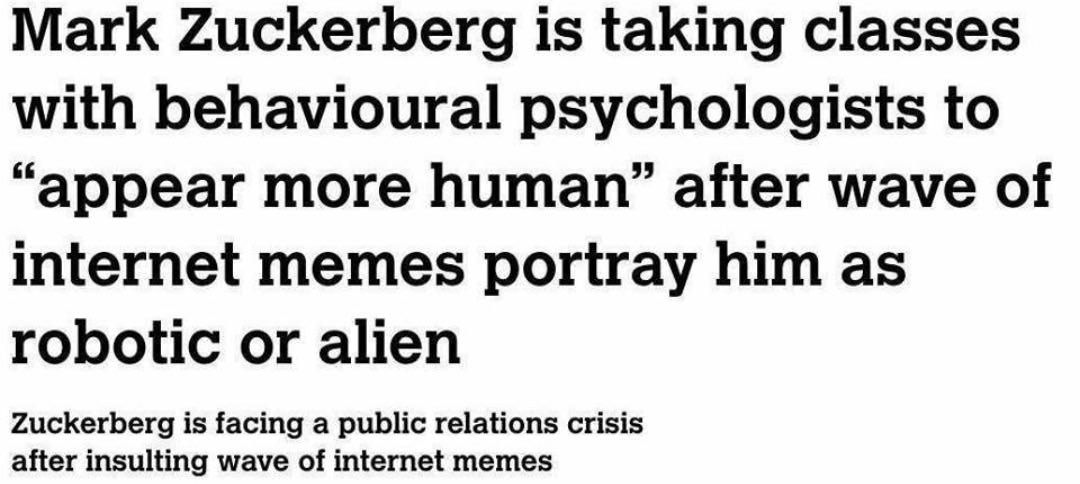 Mark Zuckerberg is taking classes
with behavioural psychologists to
“appear more human” after wave of
internet memes portray him as
robotic or alien
Zuckerberg is facing a public relations crisis
after insulting wave of internet memes